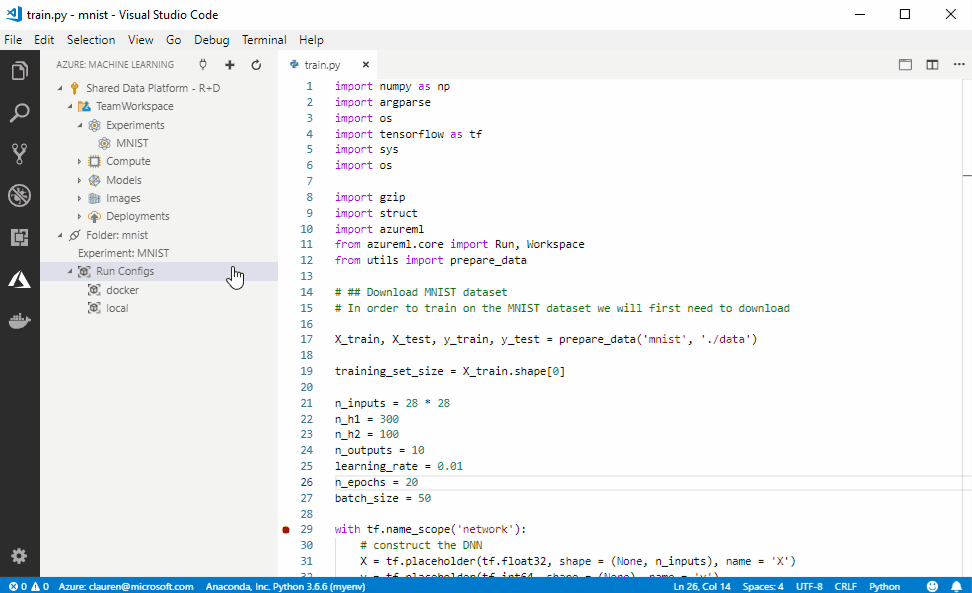 train.py - mnist - Visual Studio Code
File Edit Selection View Go Debug Terminal Help
AZURE: MACHINE LEARNING
Shared Data Platform - R+D
TeamWorkspace
Experiments
MNIST
Compute
Models
Images
Deployments
Folder: mnist
Experiment: MNIST
Run Configs
docker
local
train.py
1 import numpy as np
2 import argparse
3 import os
4 import tensorflow as tf
5 import sys
6 import os
7
8 import gzip
9 import struct
10 import azureml
11 from azureml.core import Run, Workspace
12 from utils import prepare_data
13
14 # ## Download MNIST dataset
15 # In order to train on the MNIST dataset we will first need to download
16
17 X_train, X_test, y_train, y_test = prepare_data('mnist', './data')
18
19 training_set_size = X_train.shape[0]
20
21 n_inputs = 28 * 28
22 n_h1 = 300
23 n_h2 = 100
24 n_outputs = 10
25 learning_rate = 0.01
26 n_epochs = 20
27 batch_size = 50
28
29 with tf.name_scope('network'):
30 # construct the DNN
31 X = tf.placeholder(tf.float32, shape = (None, n_inputs), name = 'X')
32 y = tf.placeholder(tf.int64, shape = (None), name = 'y')
0 0 Azure: clauren@microsoft.com Anaconda, Inc. Python 3.6.6 (myenv) Ln 26, Col 14 Spaces: 4 UTF-8 CRLF Python